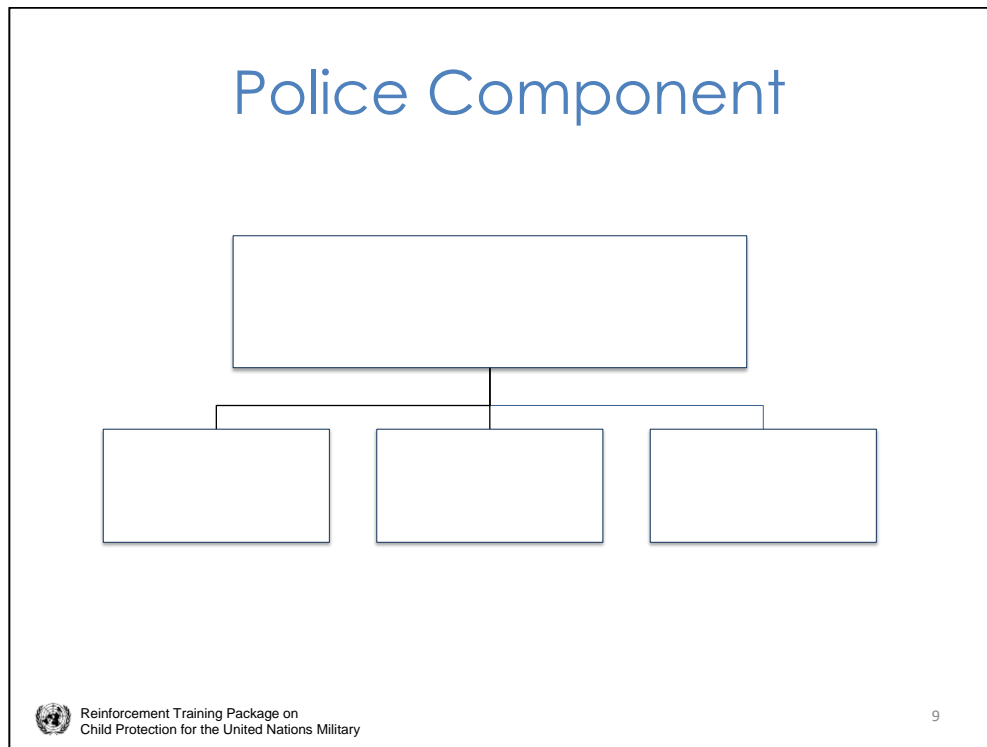 Police Component
Reinforcement Training Package on
Child Protection for the United Nations Military
9